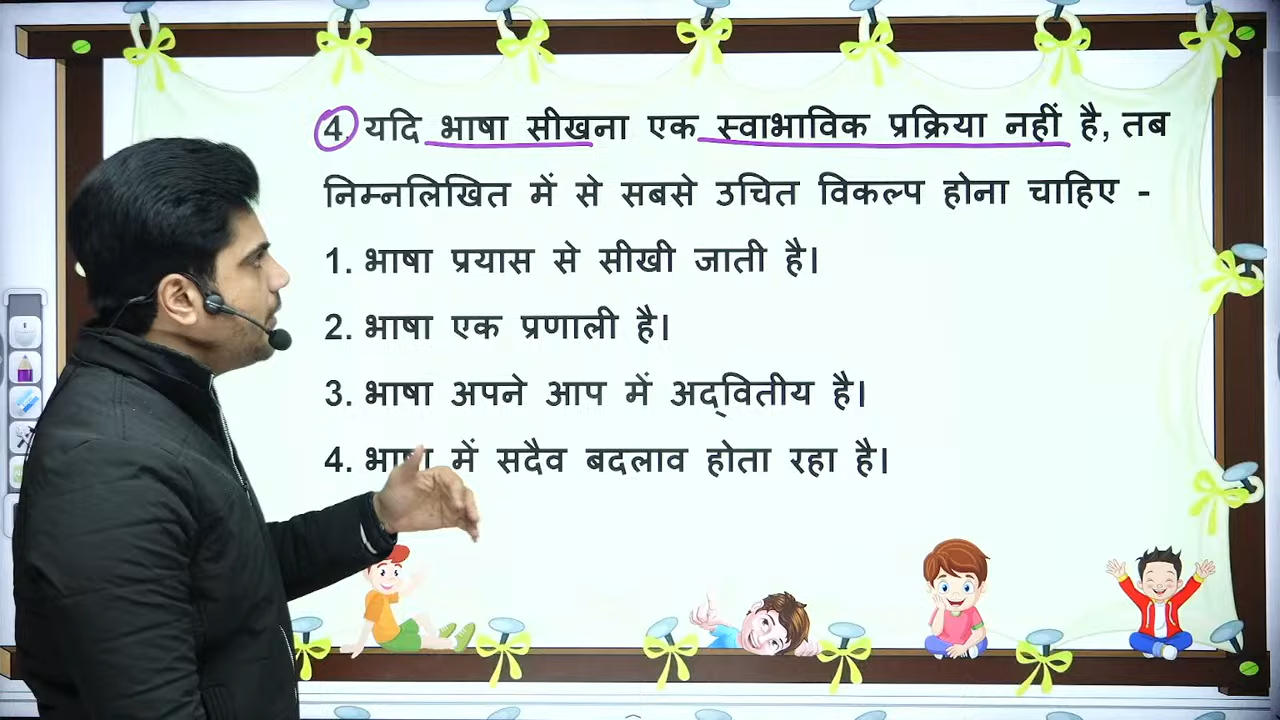 4. यदि भाषा सीखना एक स्वाभाविक प्रक्रिया नहीं है, तब
निम्नलिखित में से सबसे उचित विकल्प होना चाहिए -
1. भाषा प्रयास से सीखी जाती है।
2. भाषा एक प्रणाली है।
3. भाषा अपने आप में अद्वितीय है।
4. भाषा में सदैव बदलाव होता रहा है।